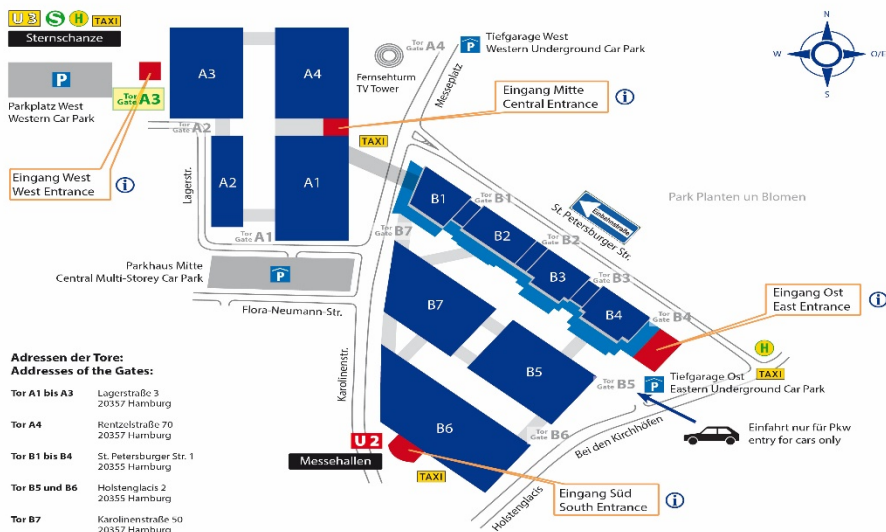 U3 S H TAXI
Sternschanze
P
Parkplatz West
Western Car Park
Tor
Gate A3
Eingang West
West Entrance
i
A3
A4
Tor
Gate A2
A2
A1
Lagerstr.
Tor
Gate A1
TAXI
Fernsehturm
TV Tower
Tor
Gate A4
Messeplatz
P
Tiefgarage West
Western Underground Car Park
Eingang Mitte
Central Entrance
i
N
W
O/E
S
Parkhaus Mitte
Central Multi-Storey Car Park
P
Flora-Neumann-Str.
Karolinenstr.
B1
Tor
Gate B1
B2
Tor
Gate B2
B3
Tor
Gate B3
B4
Tor
Gate B4
Einbahnstraße
St. Petersburger Str.
Park Planten un Blomen
Tor
Gate B7
B7
B5
B6
Eingang Ost
East Entrance
i
H
TAXI
Tor
Gate B5
P
Tiefgarage Ost
Eastern Underground Car Park
Tor
Gate B6
Bei den Kirchhöfen
Einfahrt nur für Pkw
entry for cars only
U2
Messehallen
TAXI
Holstenglacis
Eingang Süd
South Entrance
i
Adressen der Tore:
Addresses of the Gates:
Tor A1 bis A3 Lagerstraße 3
20357 Hamburg
Tor A4 Rentzelstraße 70
20357 Hamburg
Tor B1 bis B4 St. Petersburger Str. 1
20355 Hamburg
Tor B5 und B6 Holstenglacis 2
20355 Hamburg
Tor B7 Karolinenstraße 50
20357 Hamburg